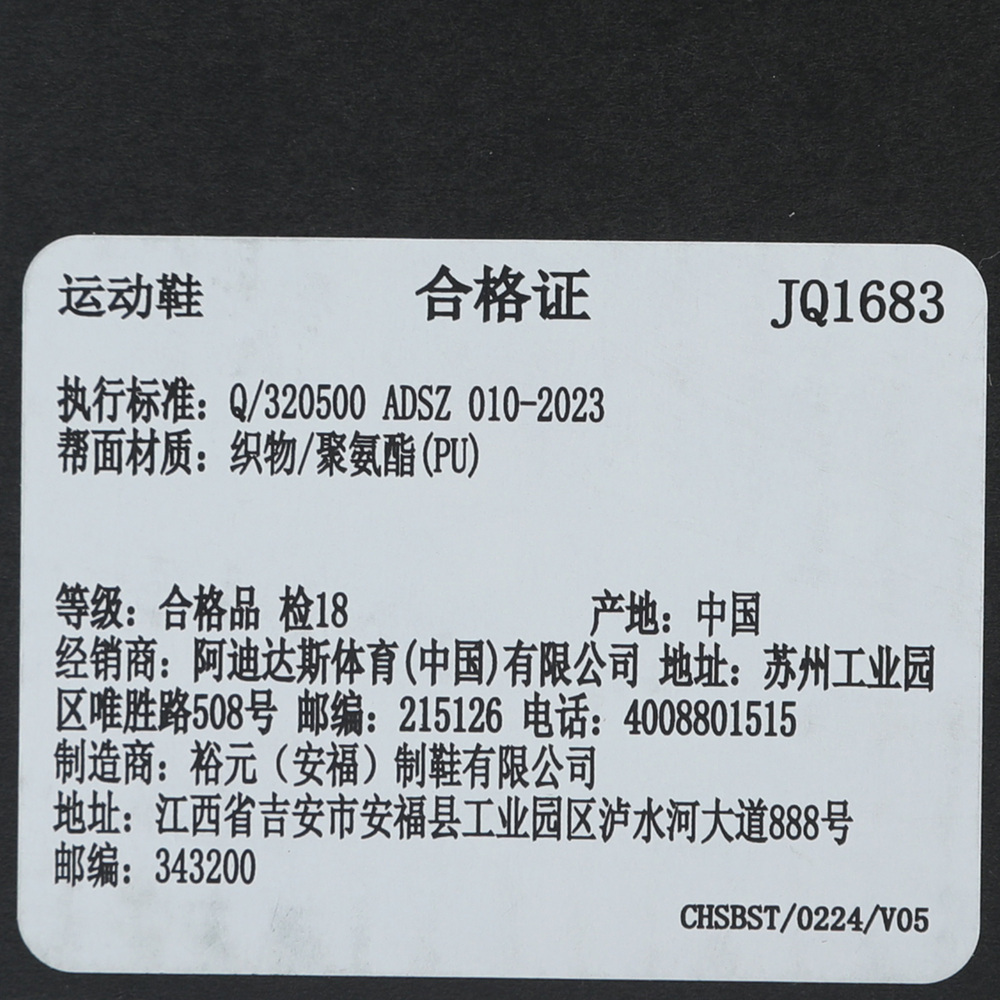 运动鞋 合格证 JQ1683
执行标准：Q/320500 ADSZ 010-2023
帮面材质：织物/聚氨酯(PU)
等级：合格品 检18 产地：中国
经销商：阿迪达斯体育(中国)有限公司 地址：苏州工业园
区唯胜路508号 邮编：215126 电话：4008801515
制造商：裕元（安福）制鞋有限公司
地址：江西省吉安市安福县工业园区泸水河大道888号
邮编：343200
CHSBST/0224/V05